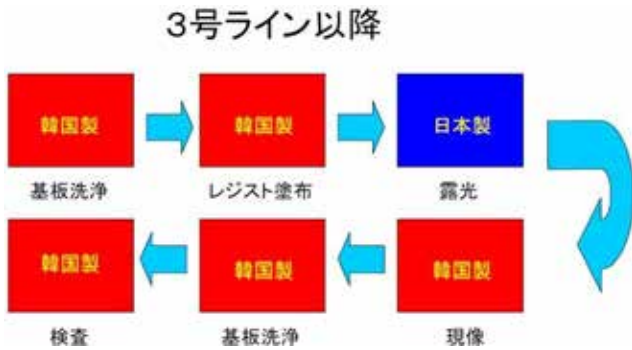 3号ライン以降
韓国製
韓国製
日本製
基板洗浄
レジスト塗布
露光
韓国製
韓国製
韓国製
検査
基板洗浄
現像